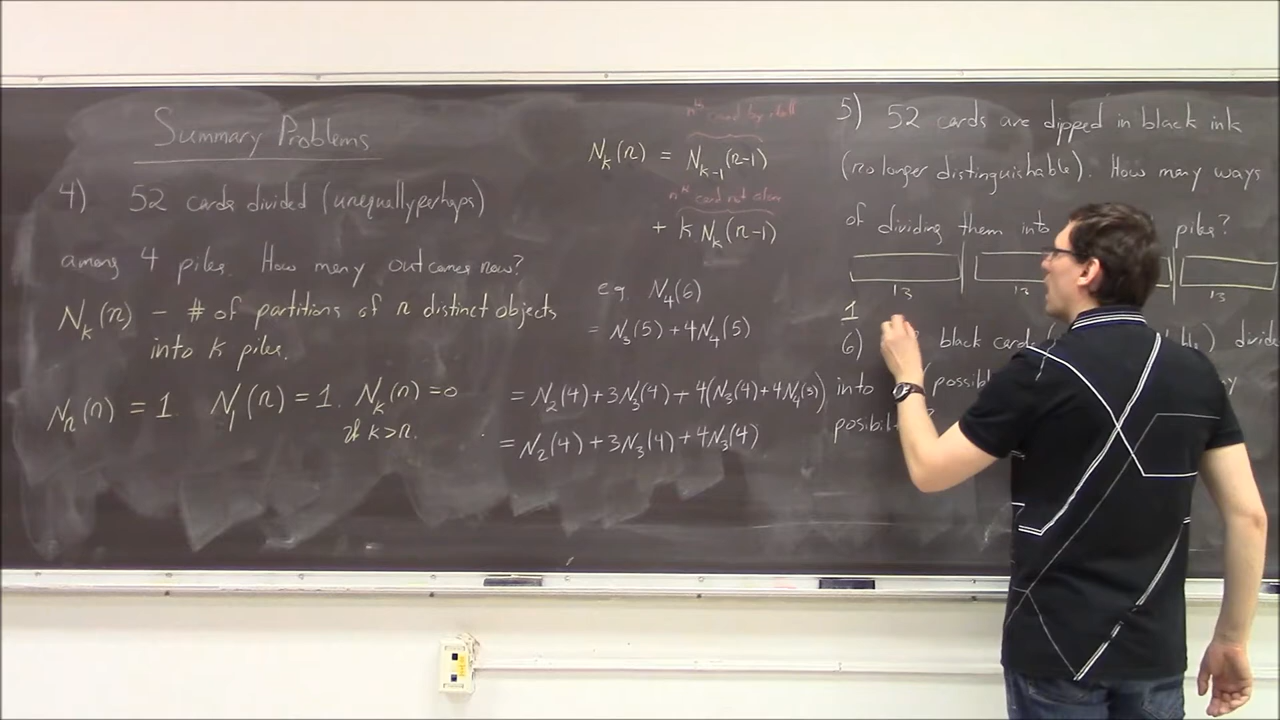 Summary Problems
4) 52 cards divided (unequally perhaps)
among 4 piles. How many outcomes now?
N_k(n) - # of partitions of n distinct objects
into k piles.
N_n(n) = 1. N_1(n) = 1. N_k(n) = 0
if k > n.
n^th card by itself
N_k(n) = N_{k-1}(n-1)
n^th card not alone
+ k N_k(n-1)
e.g. N_4(6)
= N_3(5) + 4N_4(5)
= N_2(4) + 3N_3(4) + 4(N_3(4) + 4N_4(4))
= N_2(4) + 3N_3(4) + 4N_3(4)
5) 52 cards are dipped in black ink
(no longer distinguishable). How many ways
of dividing them into piles?
13 13 13
1
6) black cards divide
into